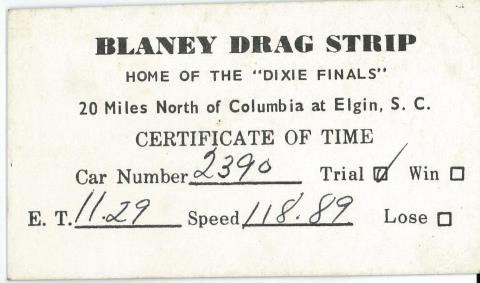 BLANEY DRAG STRIP
HOME OF THE "DIXIE FINALS"
20 Miles North of Columbia at Elgin, S. C.
CERTIFICATE OF TIME
Car Number 2390 Trial ☑ Win ☐
E. T. 11.29 Speed 118.89 Lose ☐